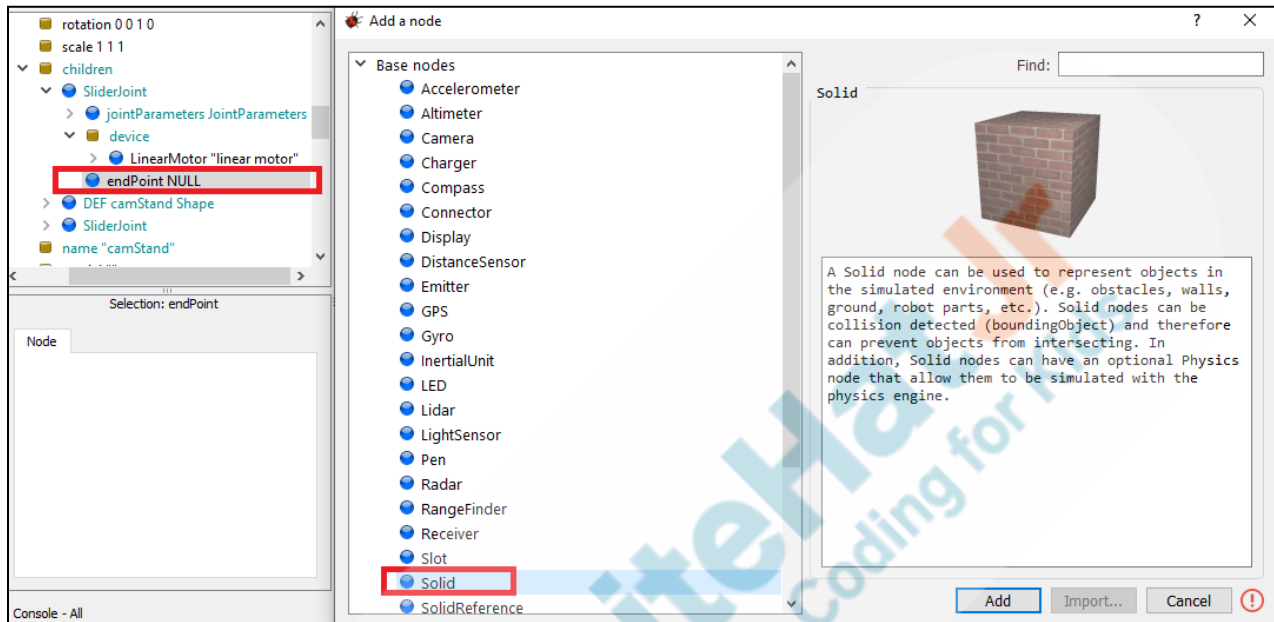 rotation 0 0 1 0
scale 1 1 1
children
SliderJoint
jointParameters JointParameters
device
LinearMotor "linear motor"
endPoint NULL
DEF camStand Shape
SliderJoint
name "camStand"
Selection: endPoint
Node
Console - All
Add a node
?
Base nodes
Accelerometer
Altimeter
Camera
Charger
Compass
Connector
Display
DistanceSensor
Emitter
GPS
Gyro
InertialUnit
LED
Lidar
LightSensor
Pen
Radar
RangeFinder
Receiver
Slot
Solid
SolidReference
Find:
Solid
A Solid node can be used to represent objects in
the simulated environment (e.g. obstacles, walls,
ground, robot parts, etc.). Solid nodes can be
collision detected (boundingObject) and therefore
can prevent objects from intersecting. In
addition, Solid nodes can have an optional Physics
node that allow them to be simulated with the
physics engine.
Add
Import...
Cancel
iteHat Jr
Coding for Kids